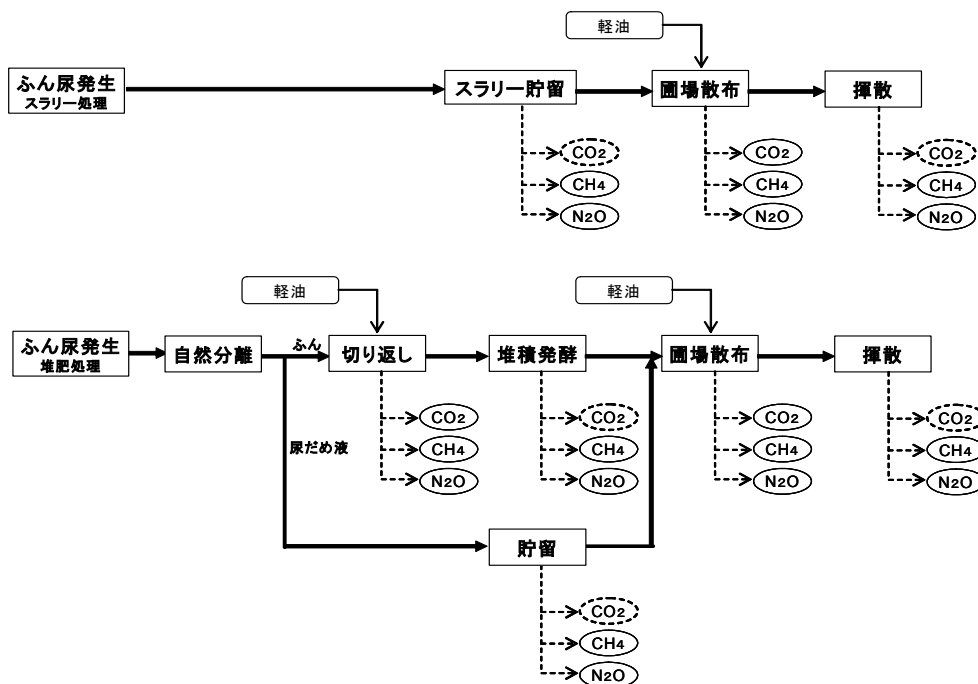 軽油
ふん尿発生
スラリー処理
スラリー貯留
圃場散布
揮散
CO2
CO2
CO2
CH4
CH4
CH4
N2O
N2O
N2O
軽油
軽油
ふん尿発生
堆肥処理
自然分離
ふん
切り返し
堆積発酵
圃場散布
揮散
CO2
CO2
CO2
CO2
尿だめ液
CH4
CH4
CH4
CH4
N2O
N2O
N2O
N2O
貯留
CO2
CH4
N2O